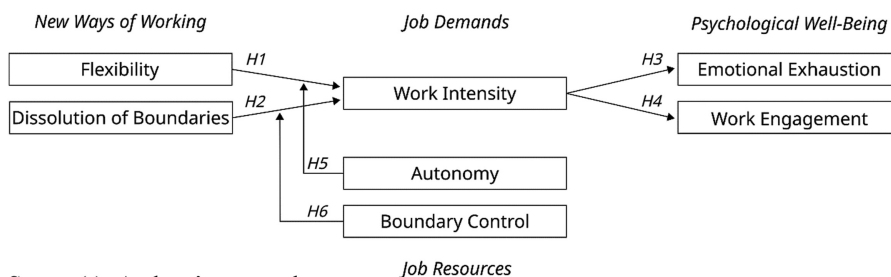 New Ways of Working
Job Demands
Psychological Well-Being
Flexibility
H1
Dissolution of Boundaries
H2
Work Intensity
H3
Emotional Exhaustion
H4
Work Engagement
H5
Autonomy
H6
Boundary Control
Job Resources